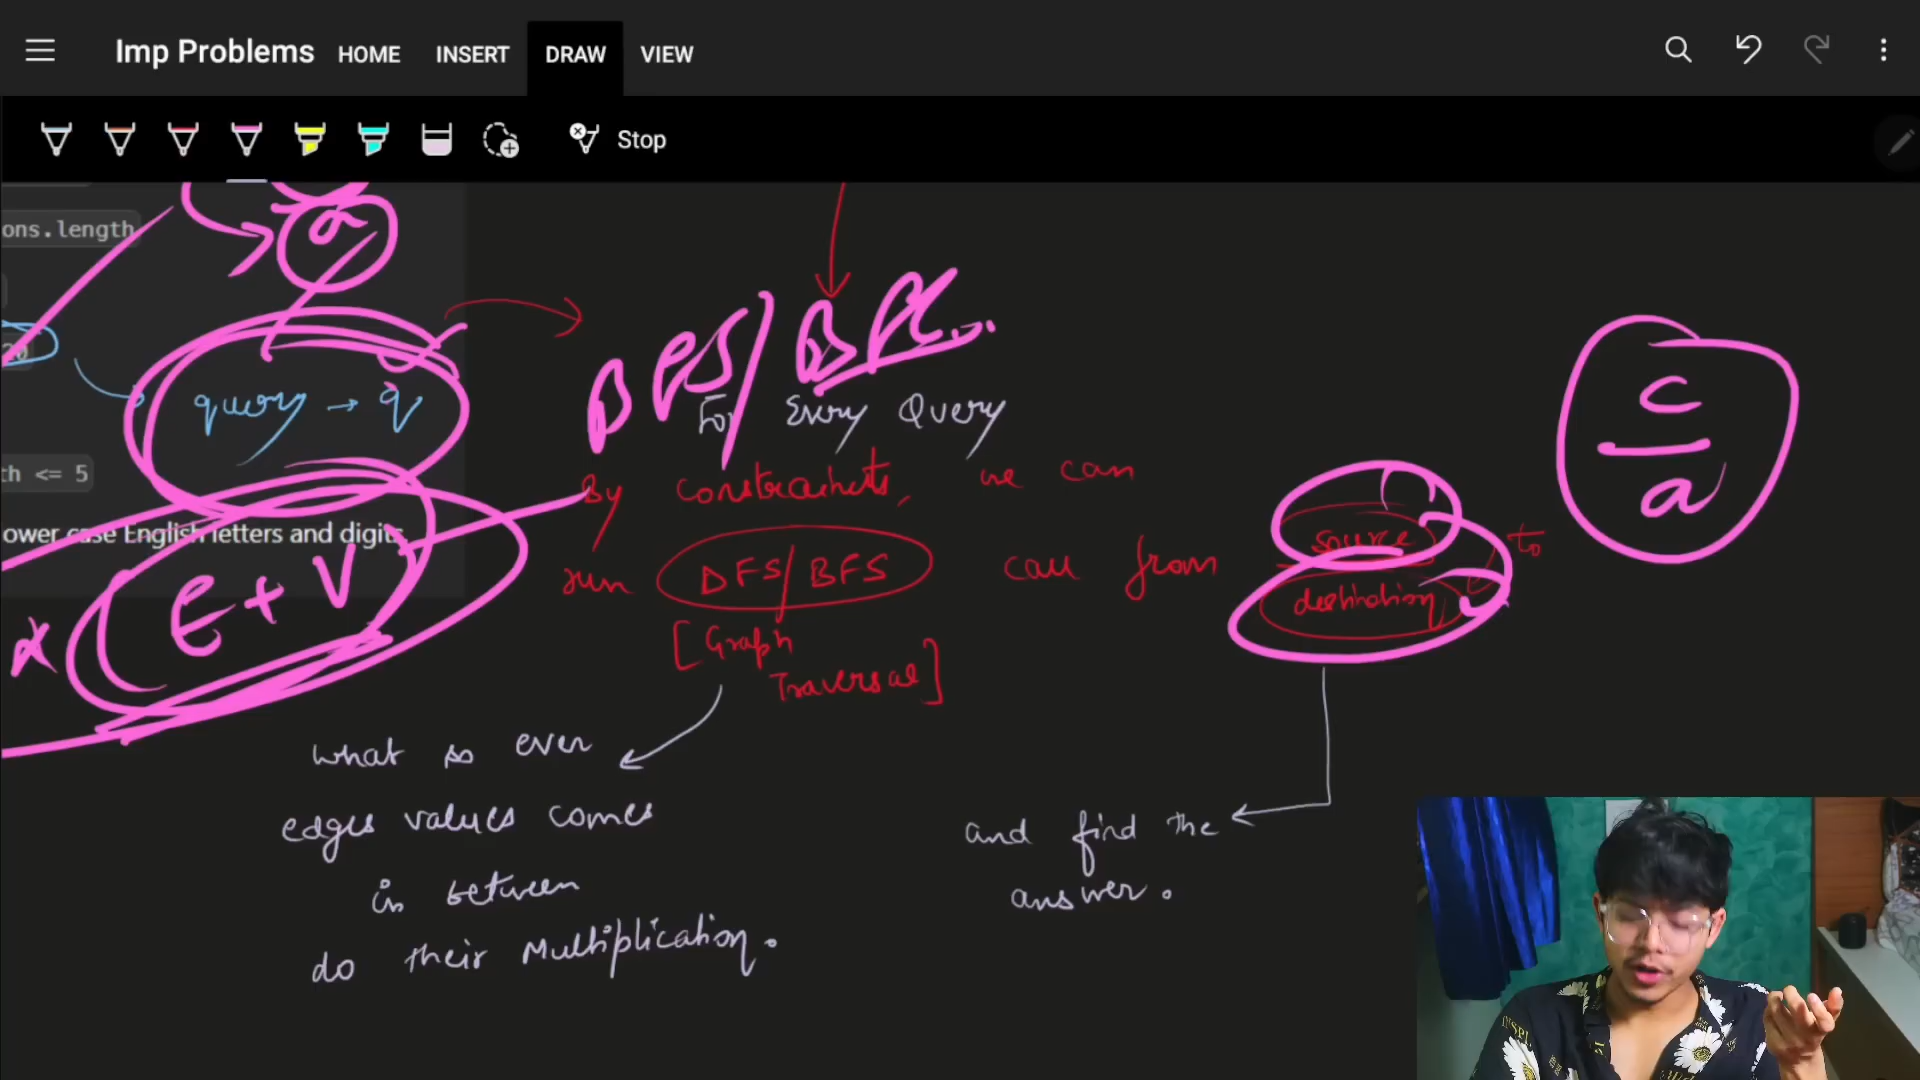 Imp Problems HOME INSERT DRAW VIEW
Stop
ons.length
20
query → q
th <= 5
ower case English letters and digits.
* (E + V)
DFS/BFS..
For Every Query
By constraints, we can
run DFS/BFS call from source to
destination
[Graph
Traversal]
c
a
what so ever
edges values comes
in between
do their Multiplication.
and find the
answer.